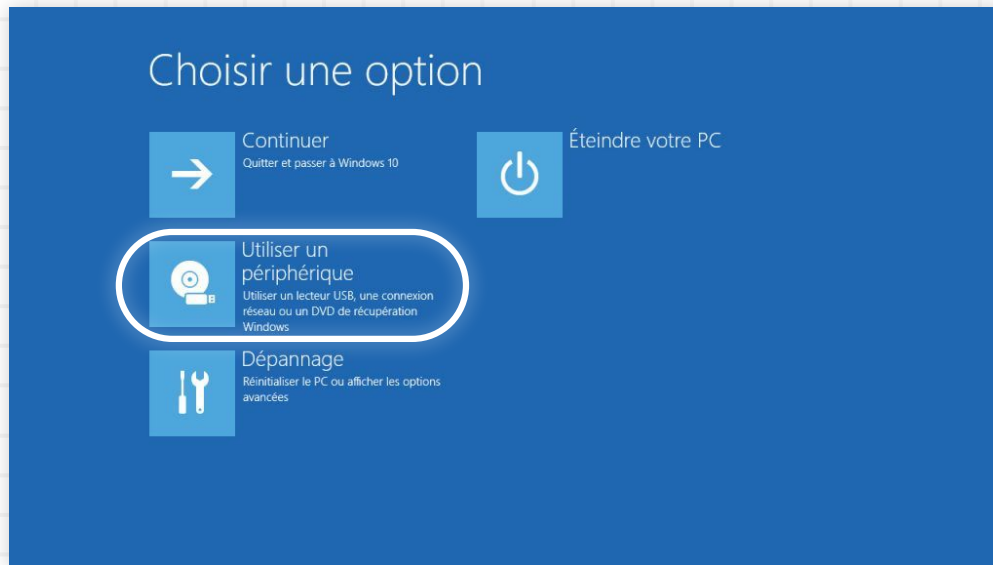 Choisir une option
Continuer
Quitter et passer à Windows 10
Éteindre votre PC
Utiliser un
périphérique
Utiliser un lecteur USB, une connexion
réseau ou un DVD de récupération
Windows
Dépannage
Réinitialiser le PC ou afficher les options
avancées